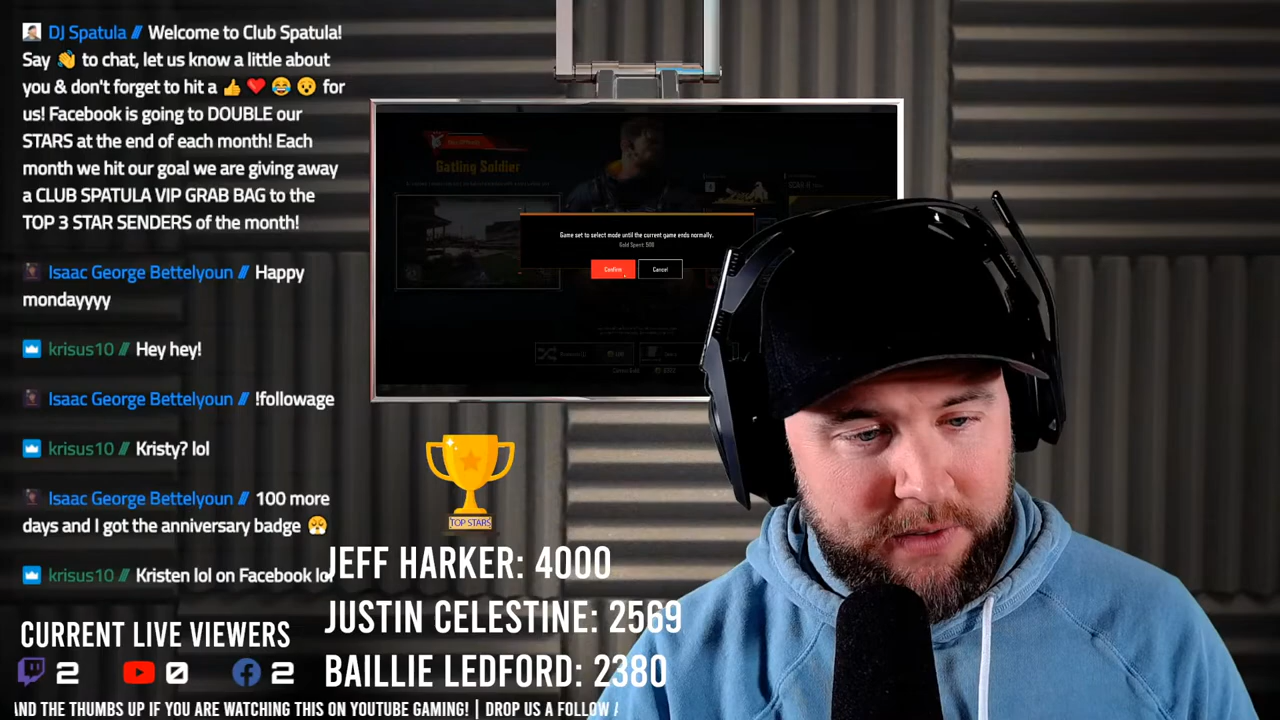 DJ Spatula // Welcome to Club Spatula!
Say 👋 to chat, let us know a little about
you & don't forget to hit a 👍 ❤️ 😂 😮 for
us! Facebook is going to DOUBLE our
STARS at the end of each month! Each
month we hit our goal we are giving away
a CLUB SPATULA VIP GRAB BAG to the
TOP 3 STAR SENDERS of the month!
Isaac George Bettelyoun // Happy
mondayyyy
krisus10 // Hey hey!
Isaac George Bettelyoun // !followage
krisus10 // Kristy? lol
Isaac George Bettelyoun // 100 more
days and I got the anniversary badge 😤
krisus10 // Kristen lol on Facebook lol
CURRENT LIVE VIEWERS
2 0 2
Gatling Soldier
Game set to select mode until the current game ends normally.
Gold Spent: 500
Confirm
Cancel
TOP STARS
JEFF HARKER: 4000
JUSTIN CELESTINE: 2569
BAILLIE LEDFORD: 2380
AND THE THUMBS UP IF YOU ARE WATCHING THIS ON YOUTUBE GAMING! | DROP US A FOLLOW /